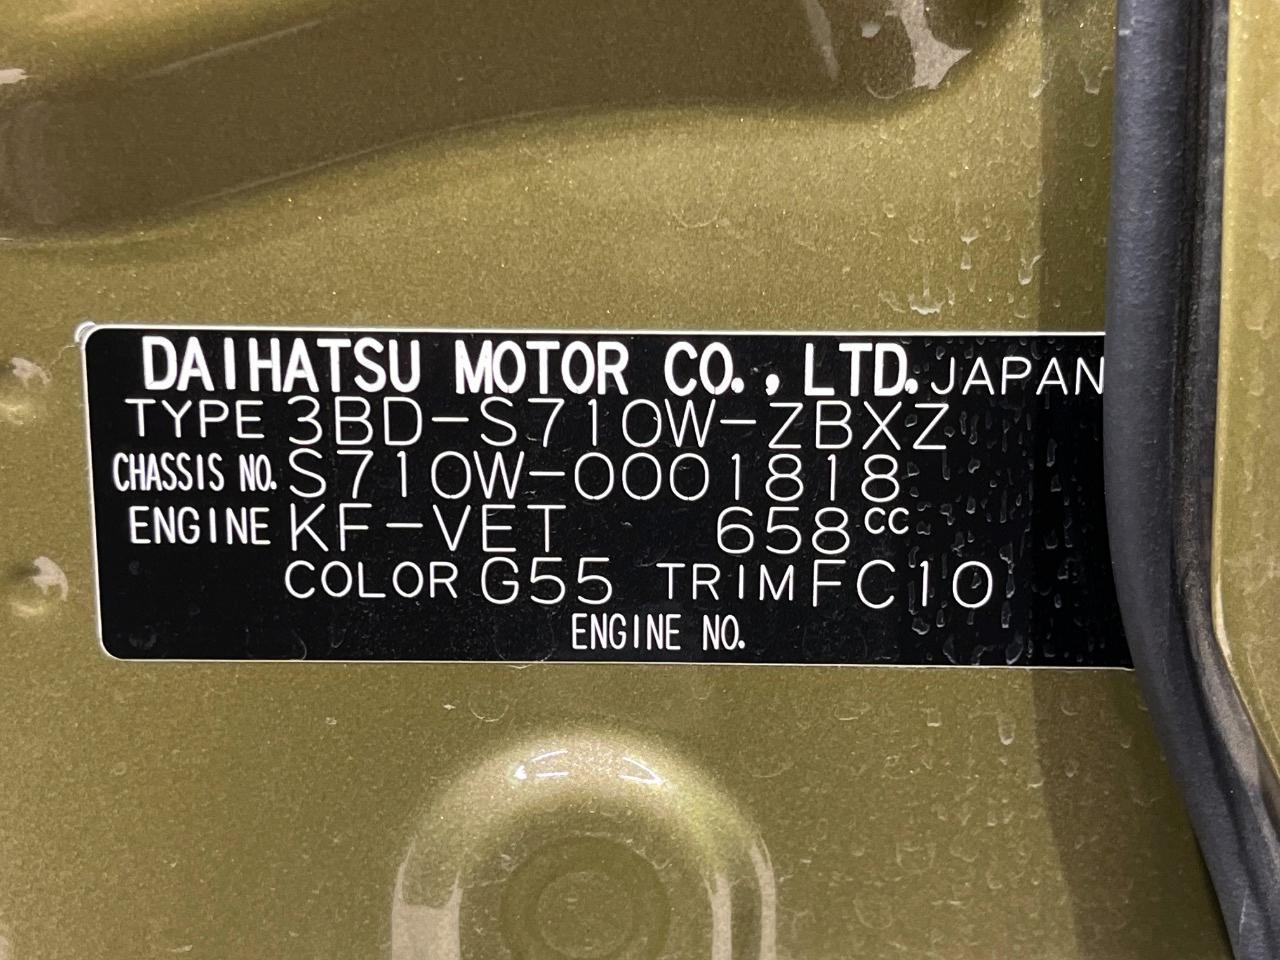 DAIHATSU MOTOR CO., LTD. JAPAN
TYPE 3BD-S710W-ZBXZ
CHASSIS NO. S710W-0001818
ENGINE KF-VET 658cc
COLOR G55 TRIM FC10
ENGINE NO.